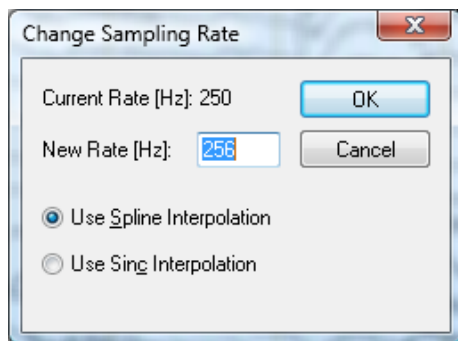 Change Sampling Rate
Current Rate [Hz]: 250
OK
New Rate [Hz]:
256
Cancel
Use Spline Interpolation
Use Sinc Interpolation